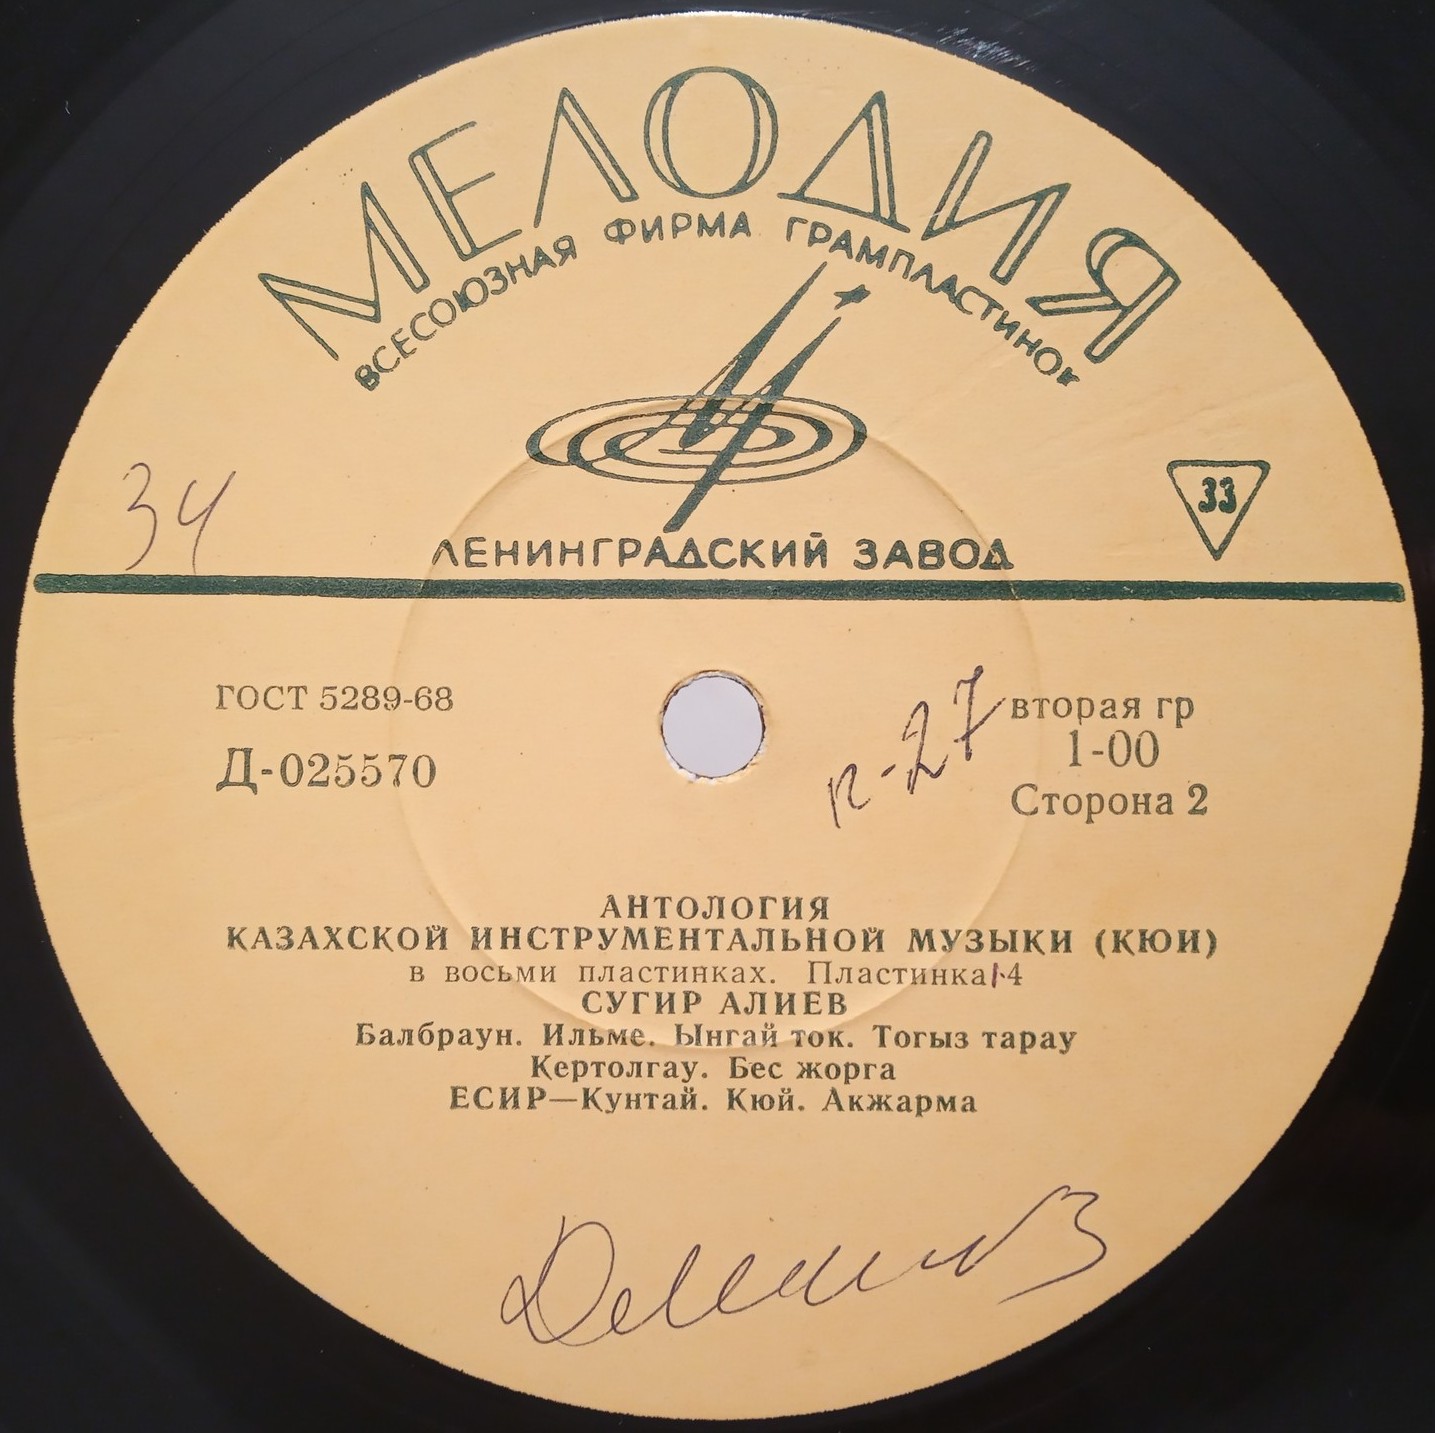 МЕЛОДИЯ
ВСЕСОЮЗНАЯ ФИРМА ГРАМПЛАСТИНОК
33
34
ЛЕНИНГРАДСКИЙ ЗАВОД
ГОСТ 5289-68
Д-025570
п-27
вторая гр
1-00
Сторона 2
АНТОЛОГИЯ
КАЗАХСКОЙ ИНСТРУМЕНТАЛЬНОЙ МУЗЫКИ (КЮИ)
в восьми пластинках. Пластинка 4
СУГИР АЛИЕВ
Балбраун. Ильме. Ынгай ток. Тогыз тарау
Кертолгау. Бес жорга
ЕСИР—Кунтай. Кюй. Акжарма